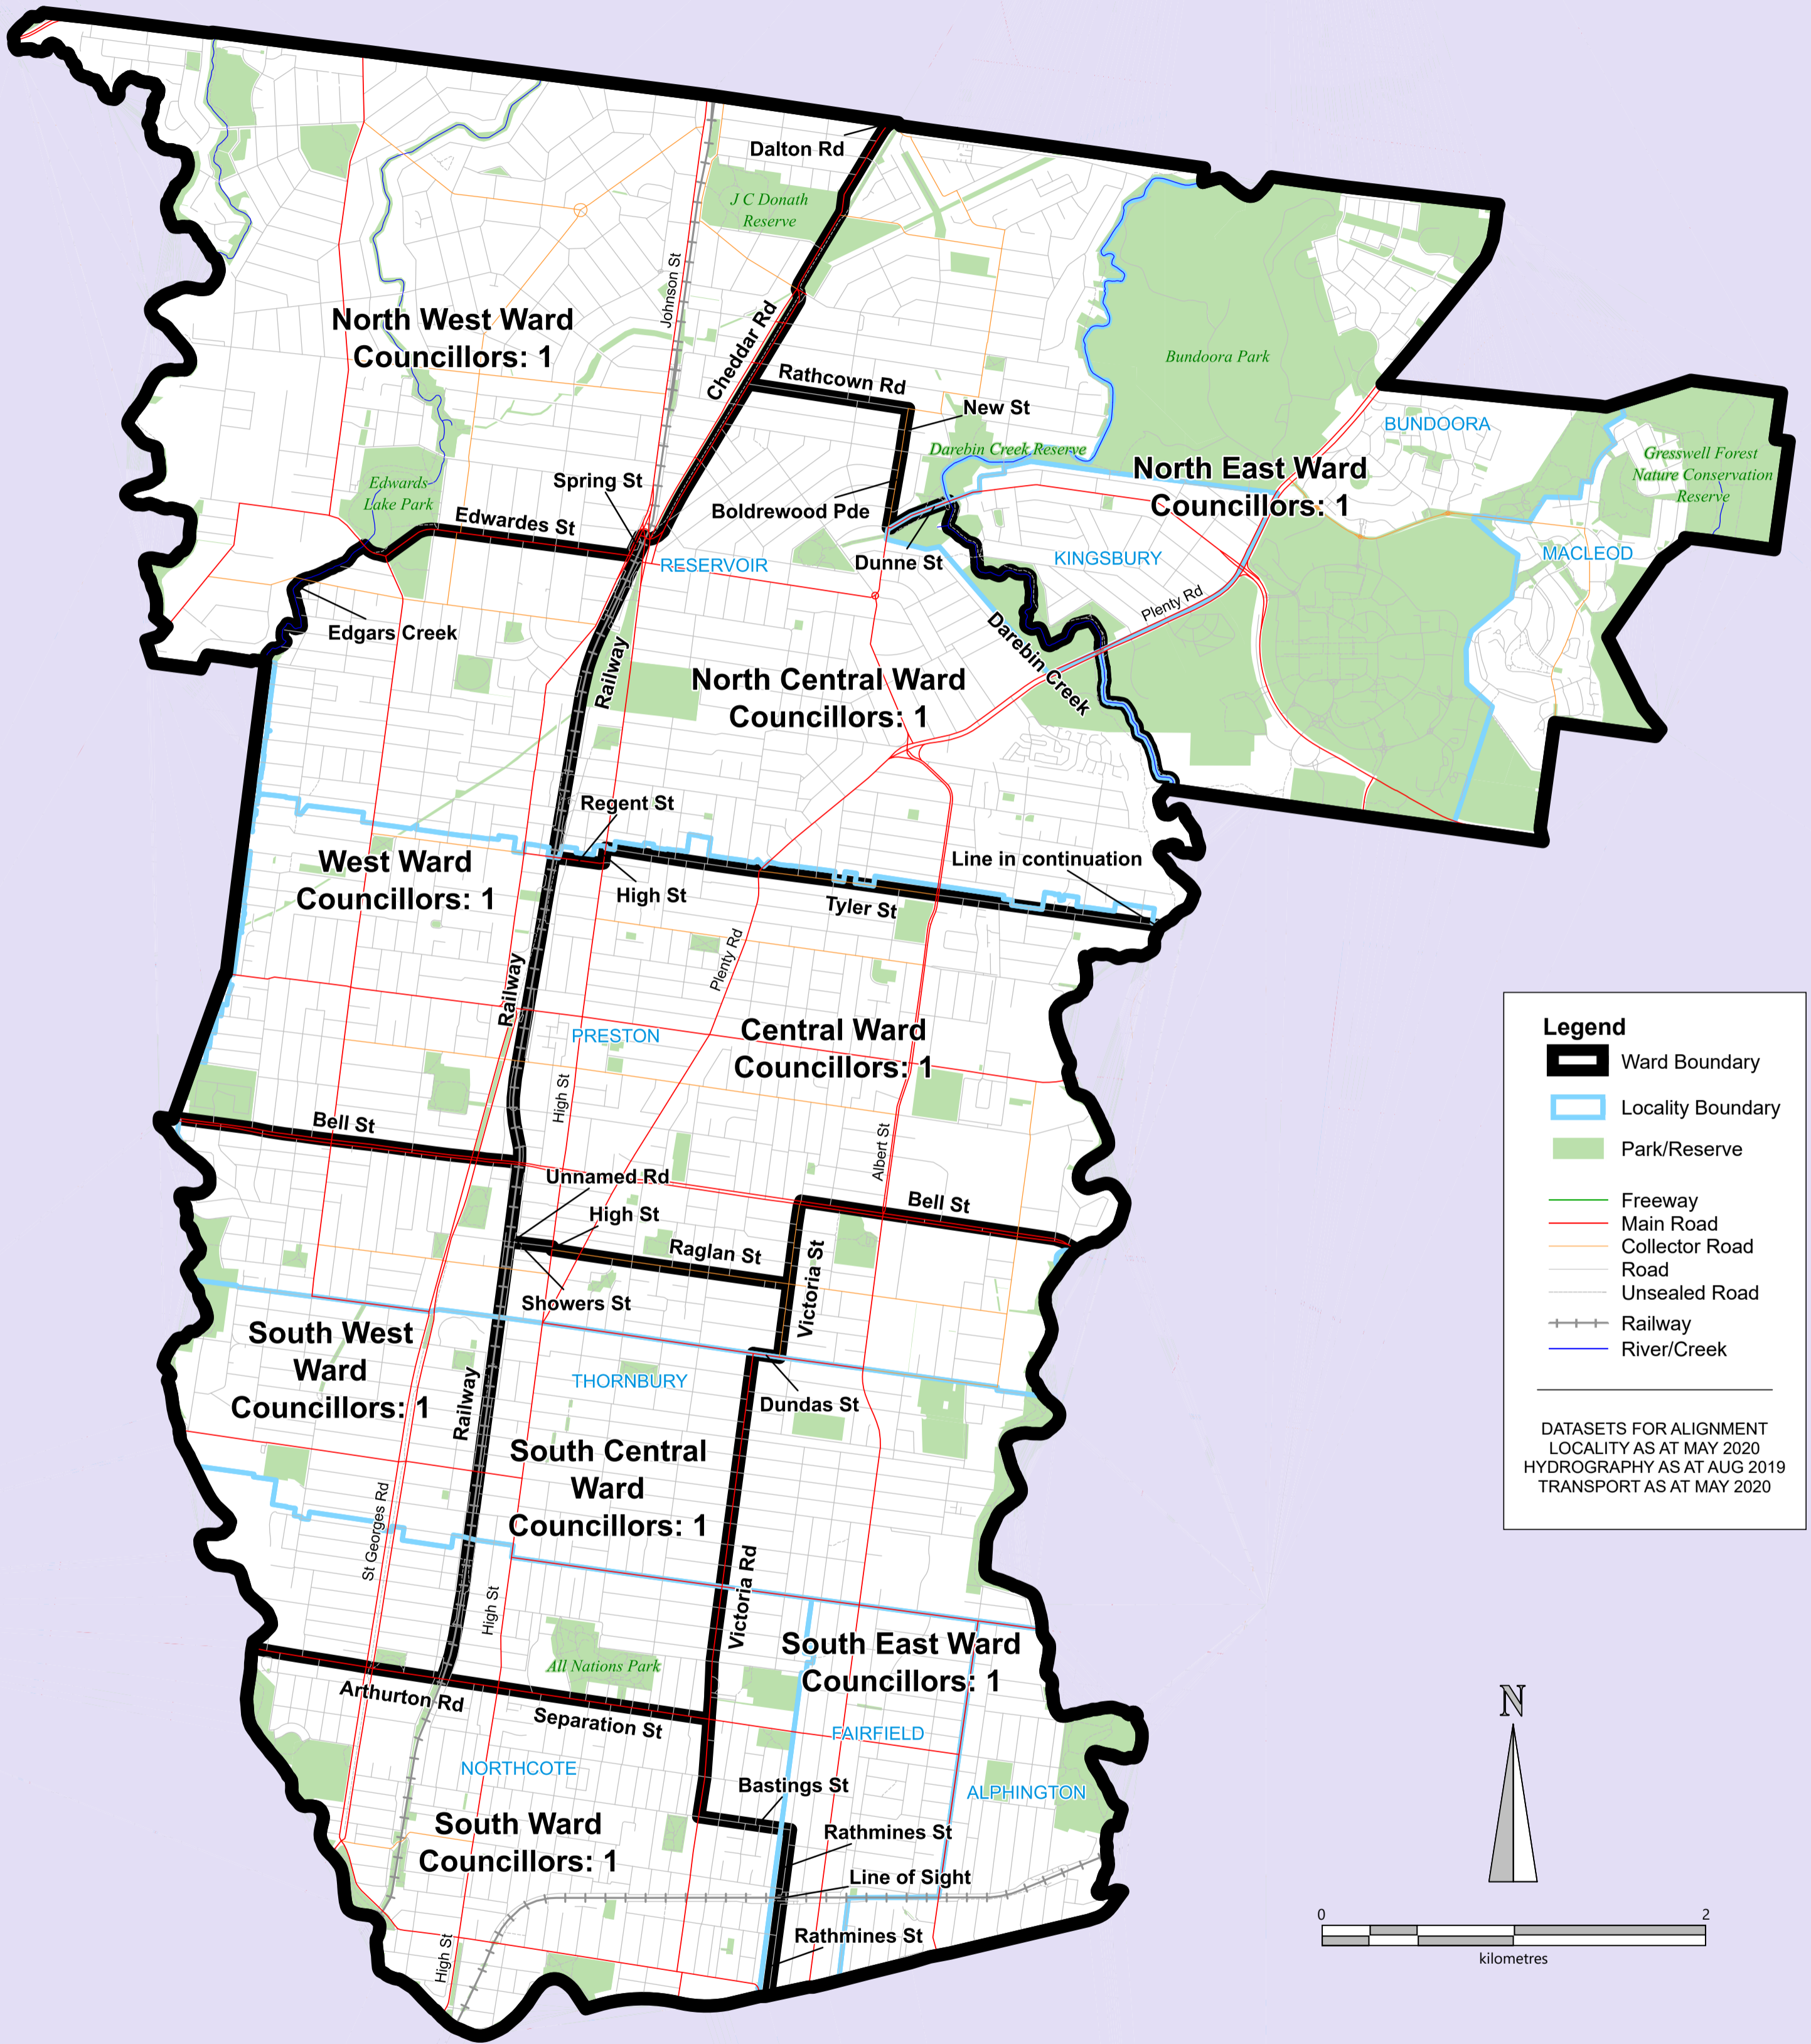 Dalton Rd
J C Donath
Reserve
Johnson St
North West Ward
Councillors: 1
Cheddar Rd
Rathcown Rd
New St
Bundoora Park
Darebin Creek Reserve
BUNDOORA
North East Ward
Councillors: 1
Gresswell Forest
Nature Conservation
Reserve
Edwards
Lake Park
Spring St
Edwardes St
Boldrewood Pde
RESERVOIR
Dunne St
KINGSBURY
MACLEOD
Plenty Rd
Edgars Creek
Railway
Darebin Creek
North Central Ward
Councillors: 1
Regent St
West Ward
Councillors: 1
High St
Line in continuation
Tyler St
Plenty Rd
Railway
PRESTON
Central Ward
Councillors: 1
High St
Bell St
Albert St
Unnamed Rd
High St
Bell St
Raglan St
Victoria St
Showers St
South West
Ward
Councillors: 1
Railway
THORNBURY
Dundas St
South Central
Ward
Councillors: 1
St Georges Rd
High St
Victoria Rd
South East Ward
Councillors: 1
All Nations Park
Arthurton Rd
Separation St
FAIRFIELD
NORTHCOTE
Bastings St
ALPHINGTON
South Ward
Councillors: 1
Rathmines St
Line of Sight
Rathmines St
High St
Legend
Ward Boundary
Locality Boundary
Park/Reserve
Freeway
Main Road
Collector Road
Road
Unsealed Road
Railway
River/Creek
DATASETS FOR ALIGNMENT
LOCALITY AS AT MAY 2020
HYDROGRAPHY AS AT AUG 2019
TRANSPORT AS AT MAY 2020
N
0 2
kilometres